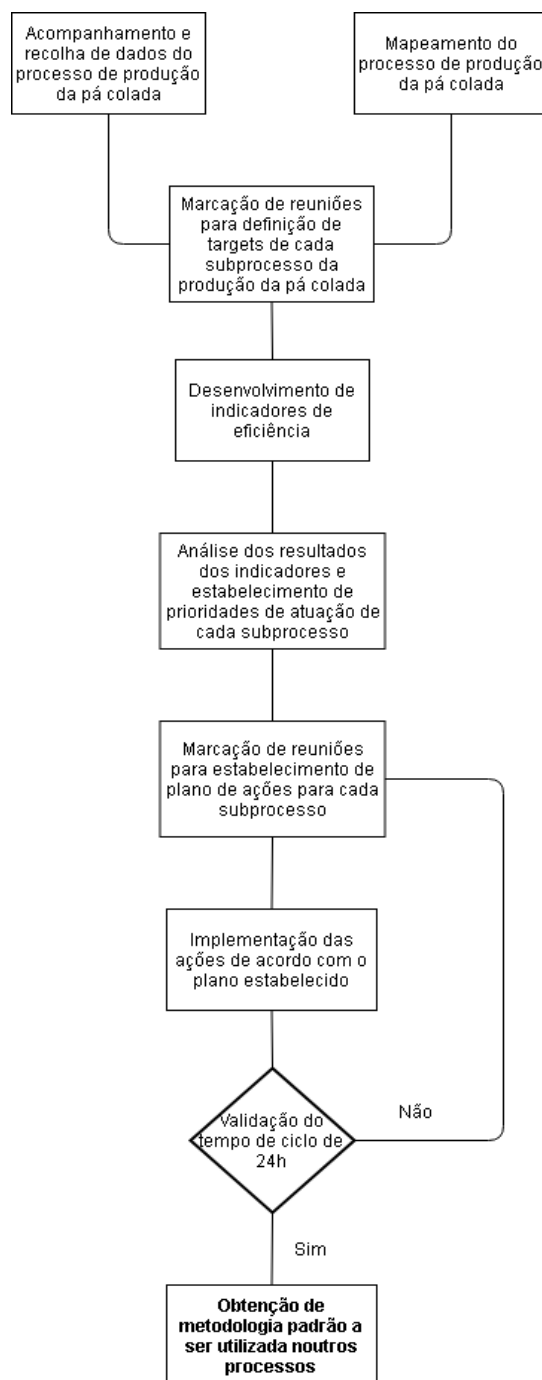 Acompanhamento e
recolha de dados do
processo de produção
da pá colada
Mapeamento do
processo de produção
da pá colada
Marcação de reuniões
para definição de
targets de cada
subprocesso da
produção da pá colada
Desenvolvimento de
indicadores de
eficiência
Análise dos resultados
dos indicadores e
estabelecimento de
prioridades de atuação de
cada subprocesso
Marcação de reuniões
para estabelecimento de
plano de ações para cada
subprocesso
Implementação das
ações de acordo com o
plano estabelecido
Validação do
tempo de ciclo de
24h
Não
Sim
Obtenção de
metodologia padrão a
ser utilizada noutros
processos